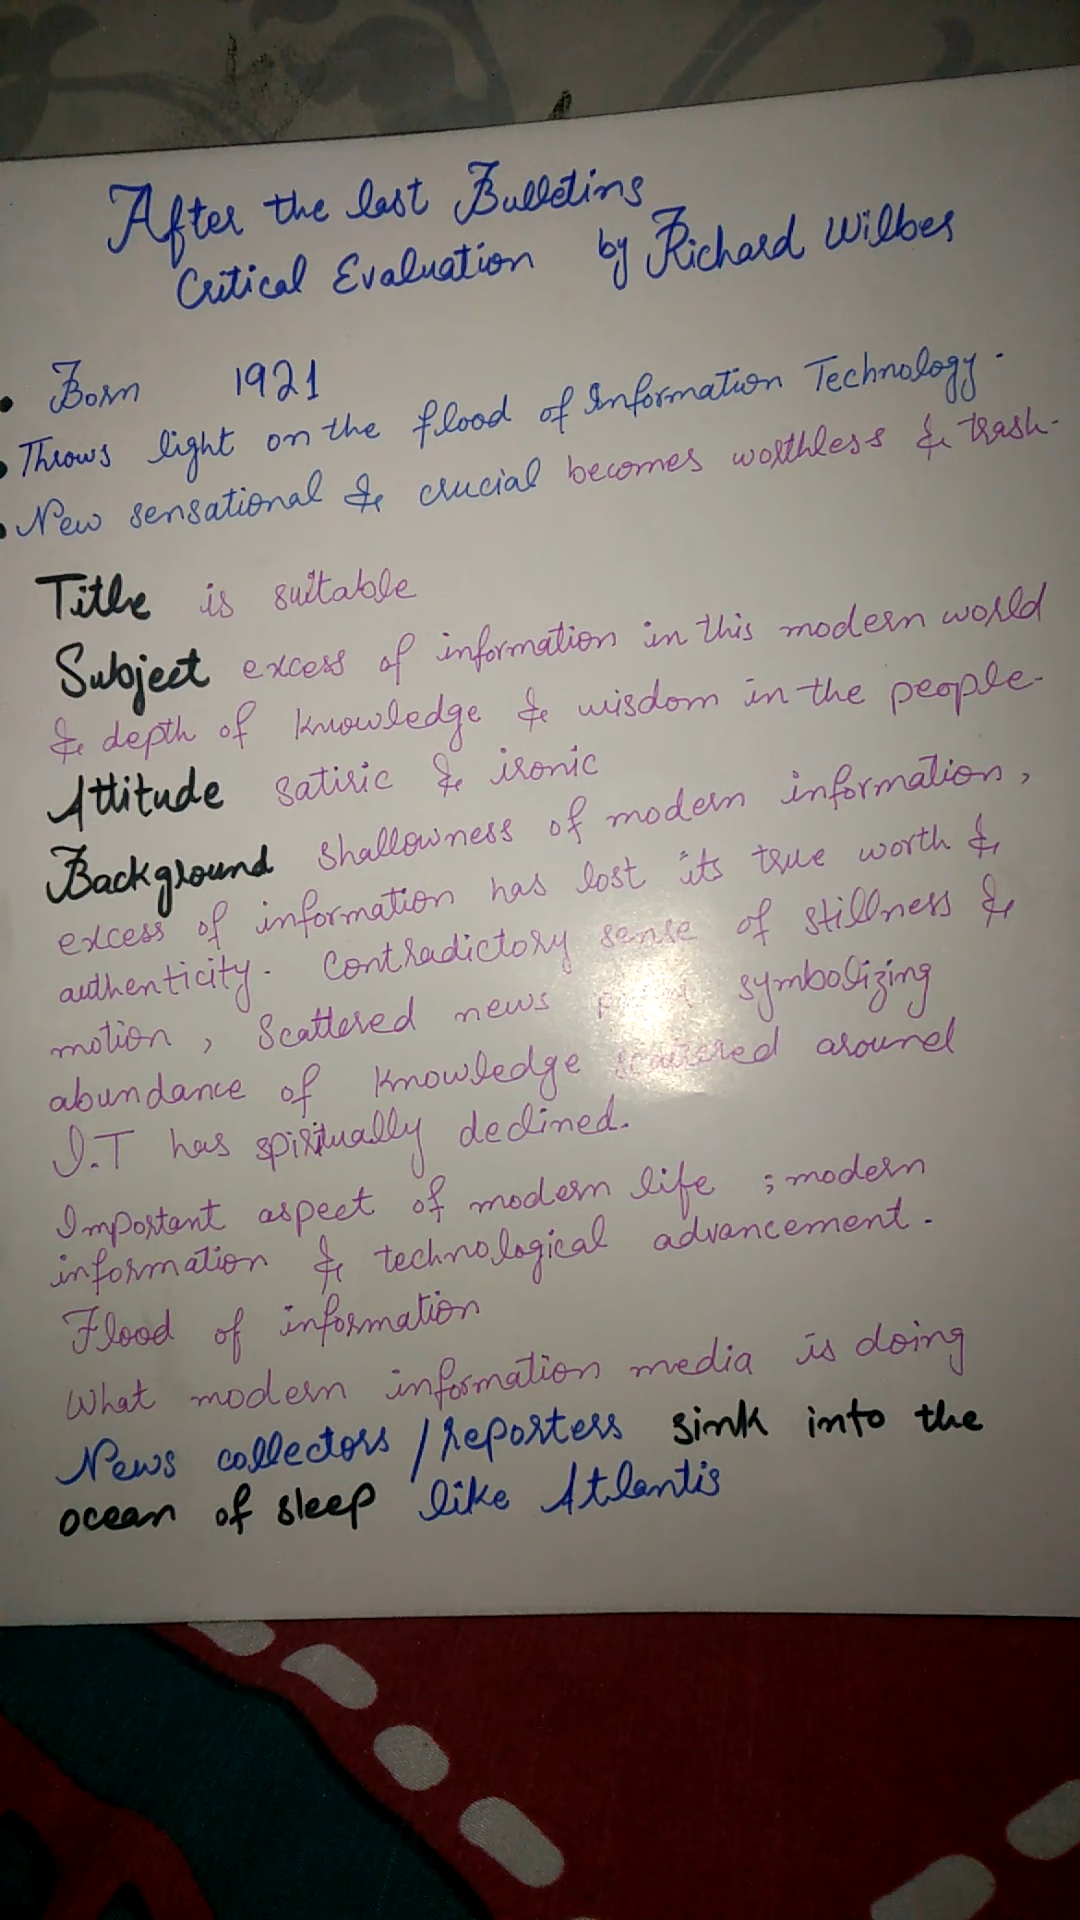 After the last Bulletins
Critical Evaluation by Richard Wilber
• Born 1921
• Throws light on the flood of Information Technology.
• New sensational & crucial becomes worthless & trash.
Title is suitable
Subject excess of information in this modern world
& depth of knowledge & wisdom in the people.
Attitude satiric & ironic
Background shallowness of modern information,
excess of information has lost its true worth &
authenticity. Contradictory sense of stillness &
motion, Scattered news symbolizing
abundance of knowledge scattered around
I.T has spiritually declined.
Important aspect of modern life ; modern
information & technological advancement.
Flood of information
What modern information media is doing
News collectors / reporters sink into the
ocean of sleep like Atlantis